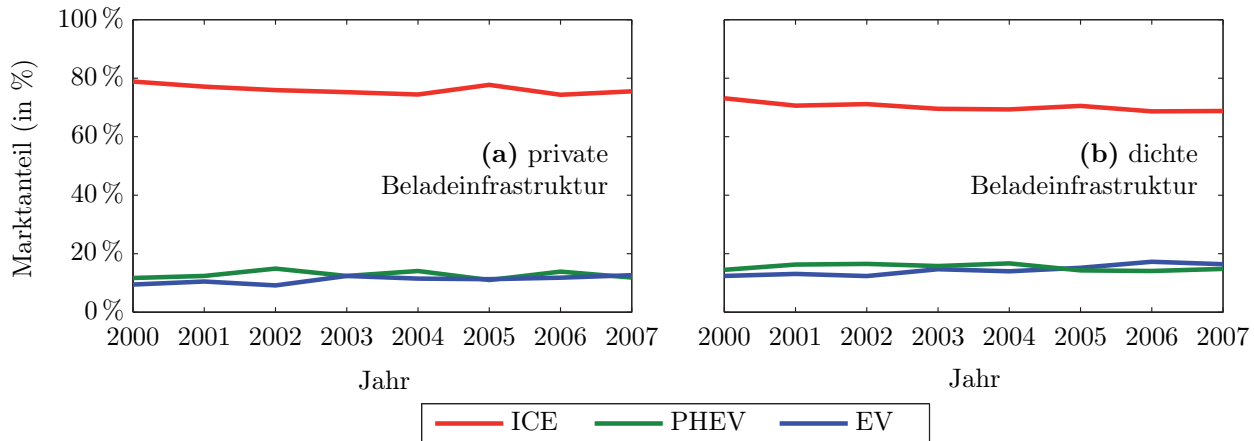 Marktanteil (in %)
100 %
80 %
60 %
40 %
20 %
0 %
(a) private
Beladeinfrastruktur
2000 2001 2002 2003 2004 2005 2006 2007
Jahr
(b) dichte
Beladeinfrastruktur
2000 2001 2002 2003 2004 2005 2006 2007
Jahr
ICE PHEV EV